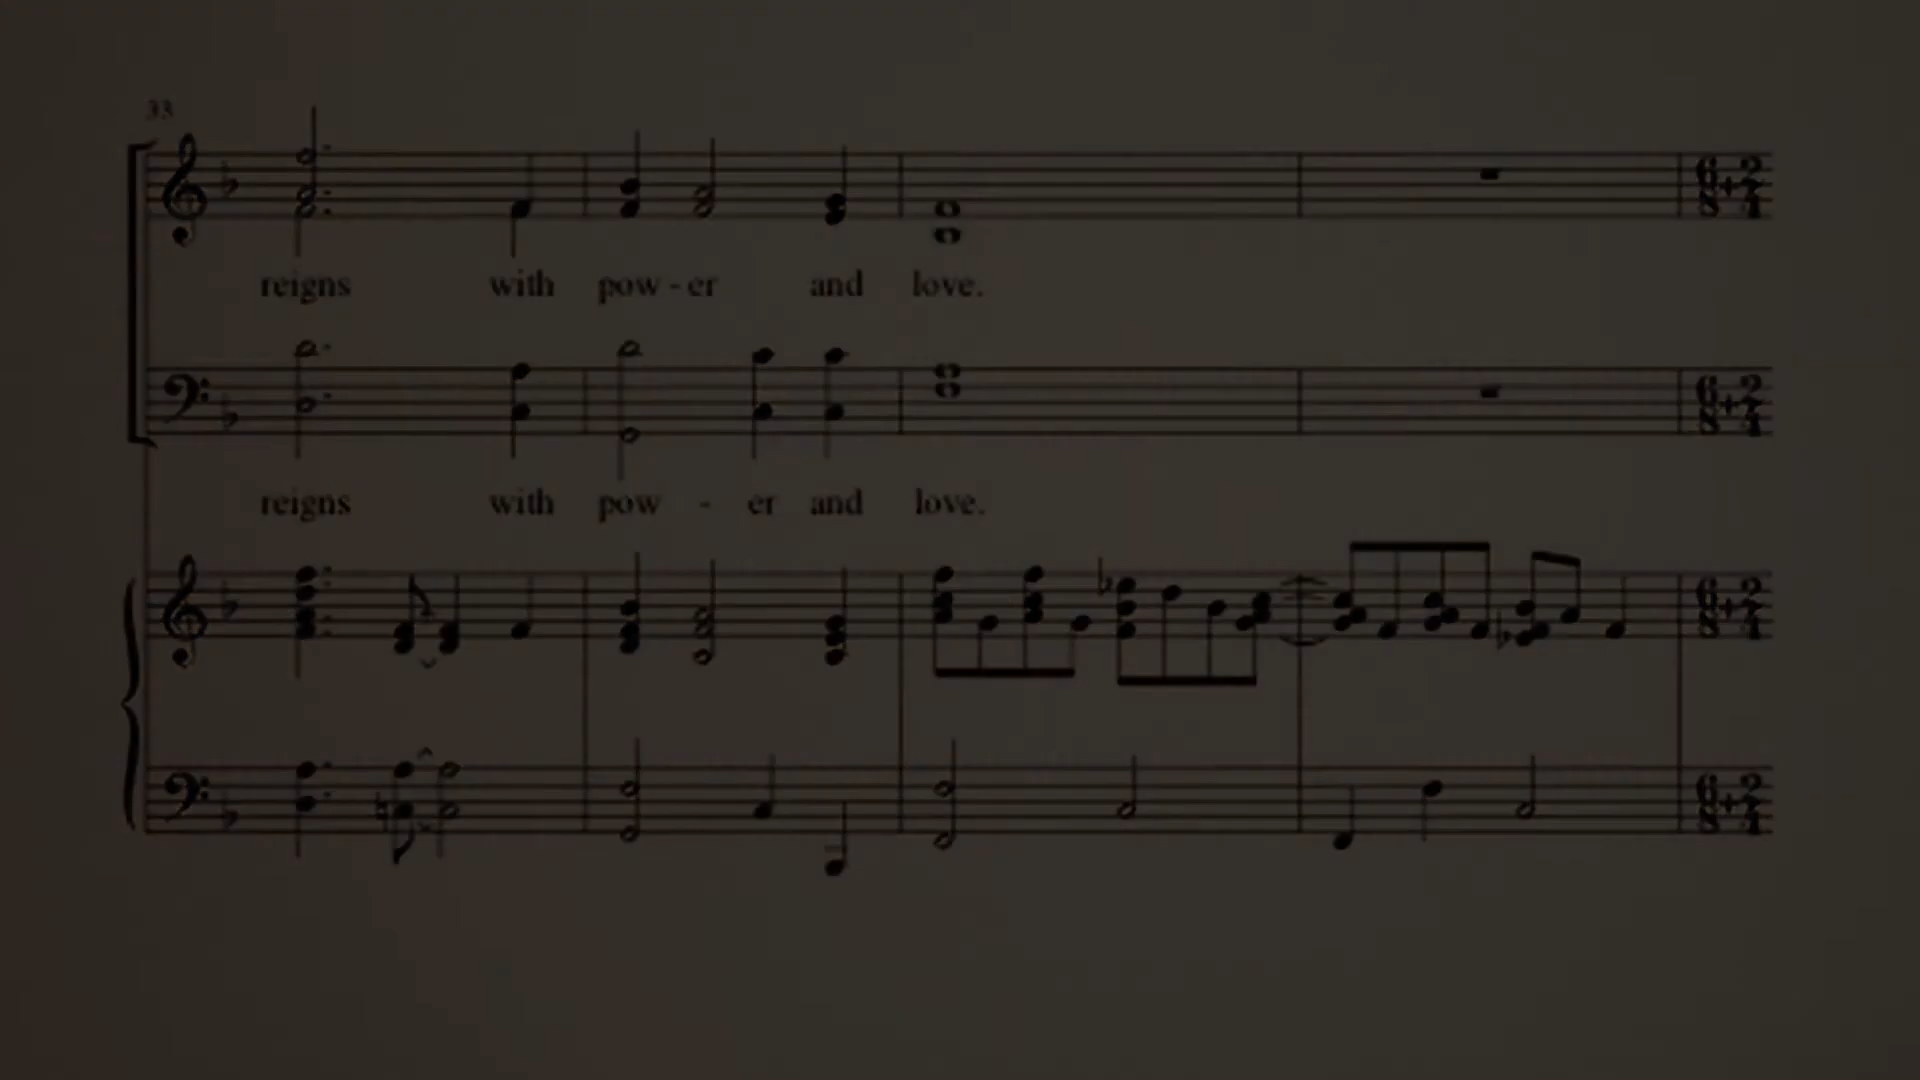 33
reigns with pow-er and love.
reigns with pow - er and love.